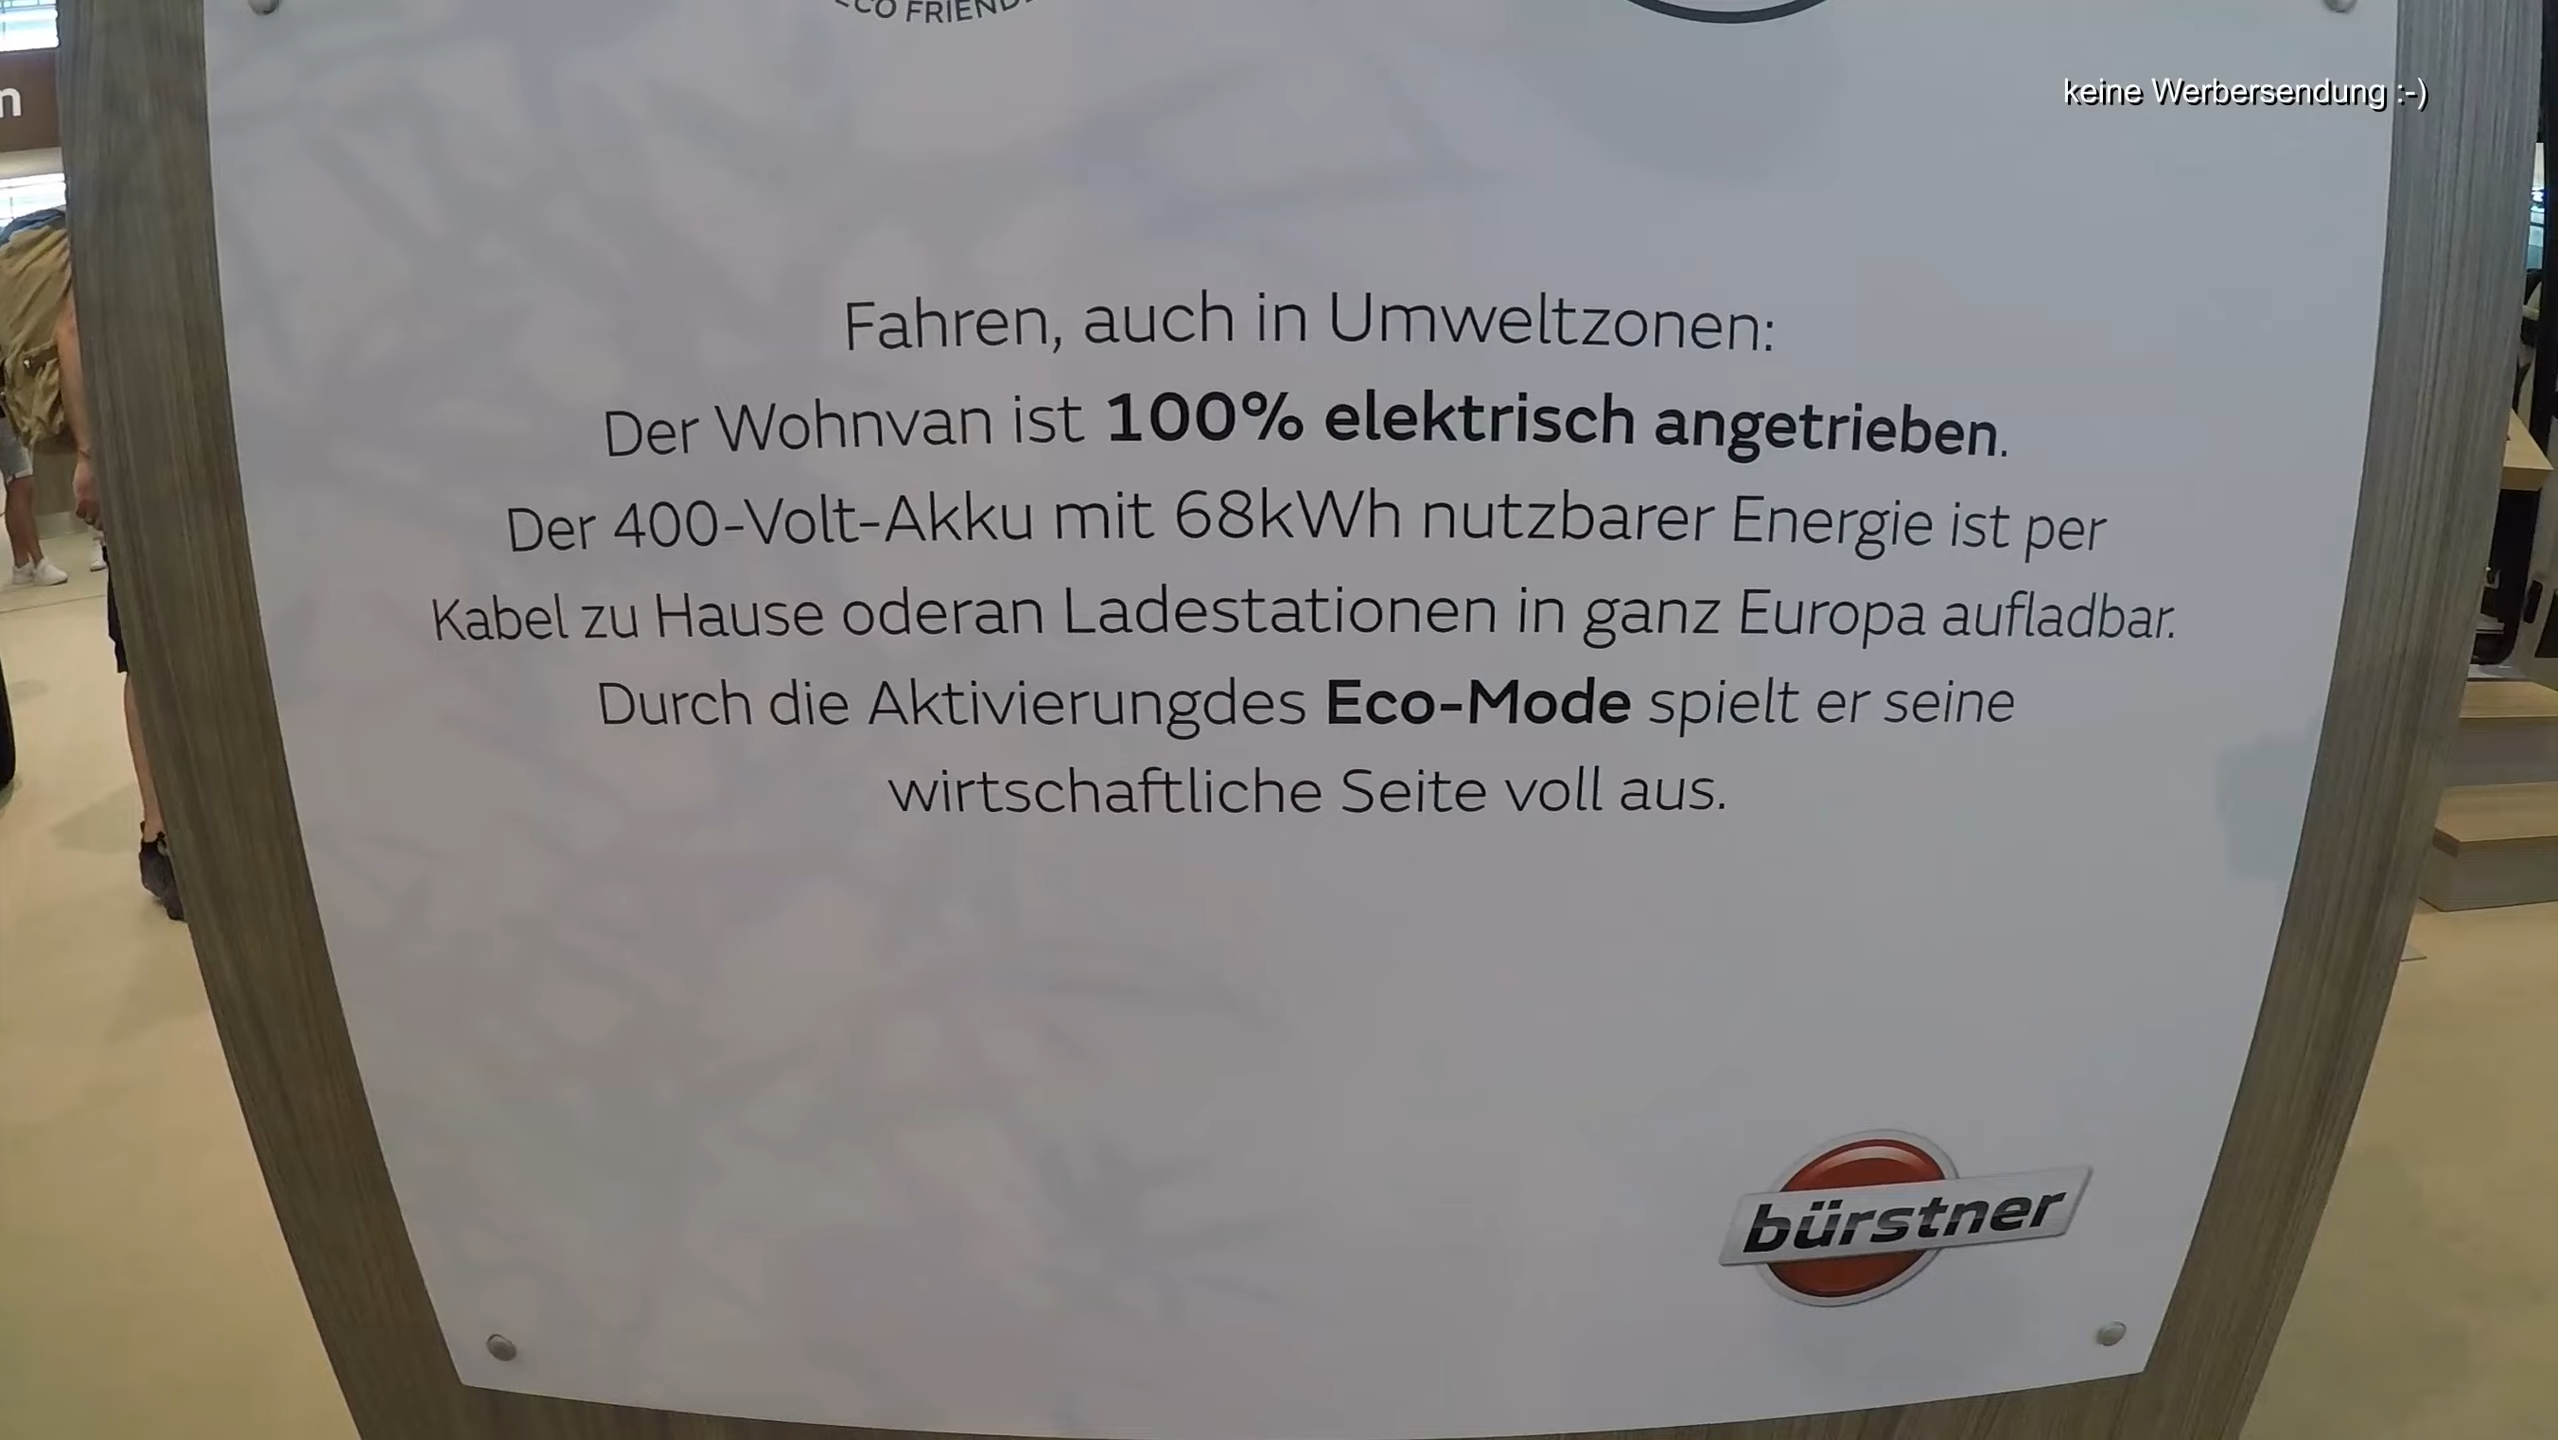 ECO FRIEND
keine Werbersendung :-)
Fahren, auch in Umweltzonen:
Der Wohnvan ist 100% elektrisch angetrieben.
Der 400-Volt-Akku mit 68kWh nutzbarer Energie ist per
Kabel zu Hause oderan Ladestationen in ganz Europa aufladbar.
Durch die Aktivierungdes Eco-Mode spielt er seine
wirtschaftliche Seite voll aus.
bürstner